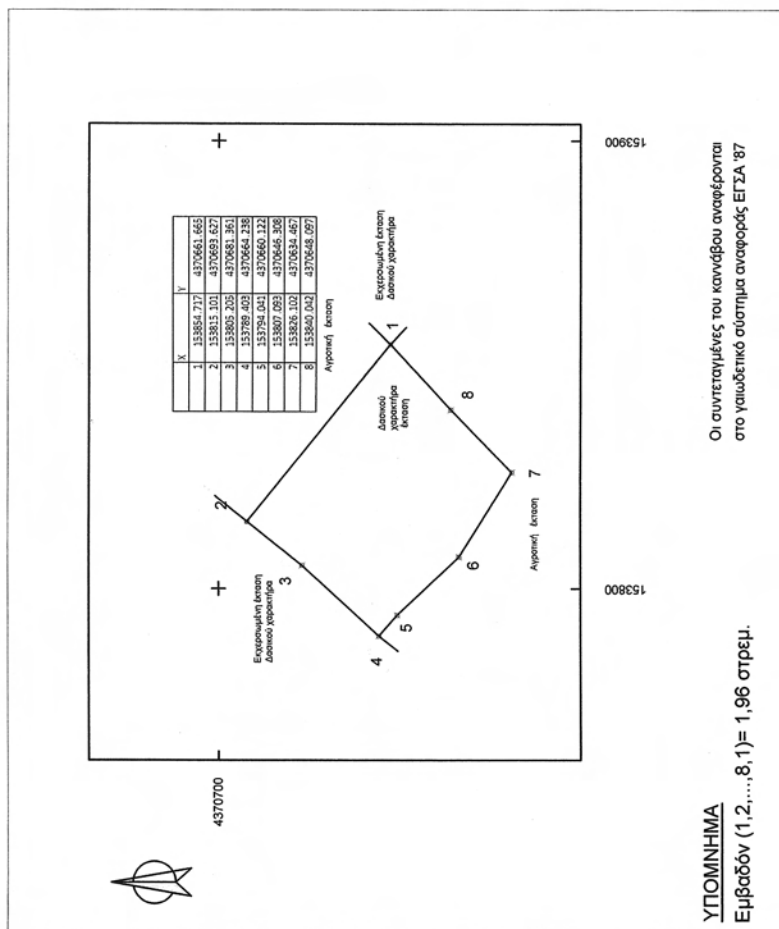 X Y
1 153854.717 4370661.665
2 153815.101 4370693.627
3 153805.205 4370681.361
4 153789.403 4370664.238
5 153794.041 4370660.122
6 153807.093 4370646.308
7 153826.102 4370634.467
8 153840.042 4370648.097
Αγροτική έκταση
4370700
2
3
Εκχερσωμένη έκταση
Δασικού χαρακτήρα
4
5
6
Δασικού
χαρακτήρα
έκταση
1
Εκχερσωμένη έκταση
Δασικού χαρακτήρα
8
7
Αγροτική έκταση
153800
153900
ΥΠΟΜΝΗΜΑ
Εμβαδόν (1,2,...,8,1)= 1,96 στρεμ.
Οι συντεταγμένες του καννάβου αναφέρονται
στο γαιωδετικό σύστημα αναφοράς ΕΓΣΑ '87